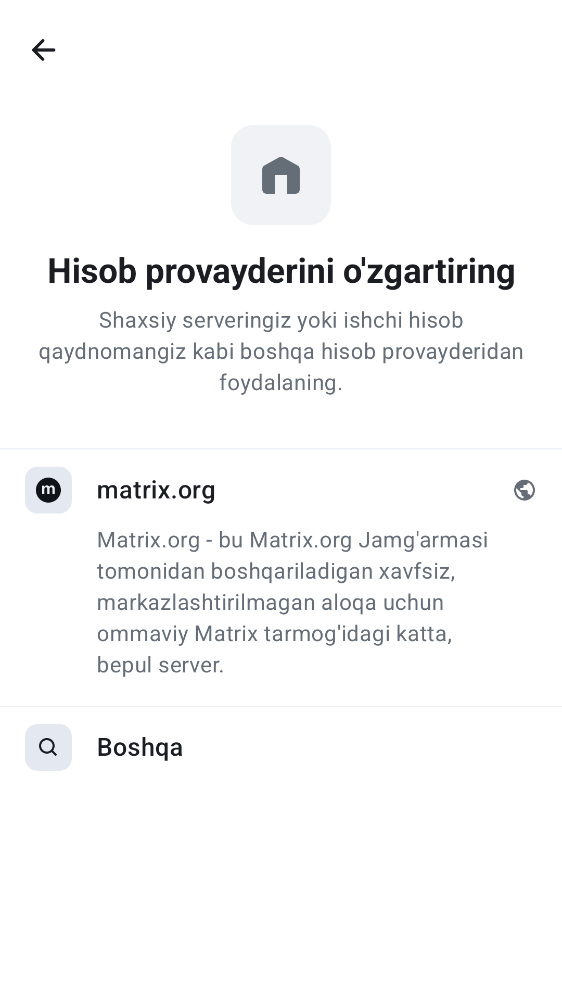 Hisob provayderini o'zgartiring
Shaxsiy serveringiz yoki ishchi hisob
qaydnomangiz kabi boshqa hisob provayderidan
foydalaning.
m
matrix.org
Matrix.org - bu Matrix.org Jamg'armasi
tomonidan boshqariladigan xavfsiz,
markazlashtirilmagan aloqa uchun
ommaviy Matrix tarmog'idagi katta,
bepul server.
Boshqa